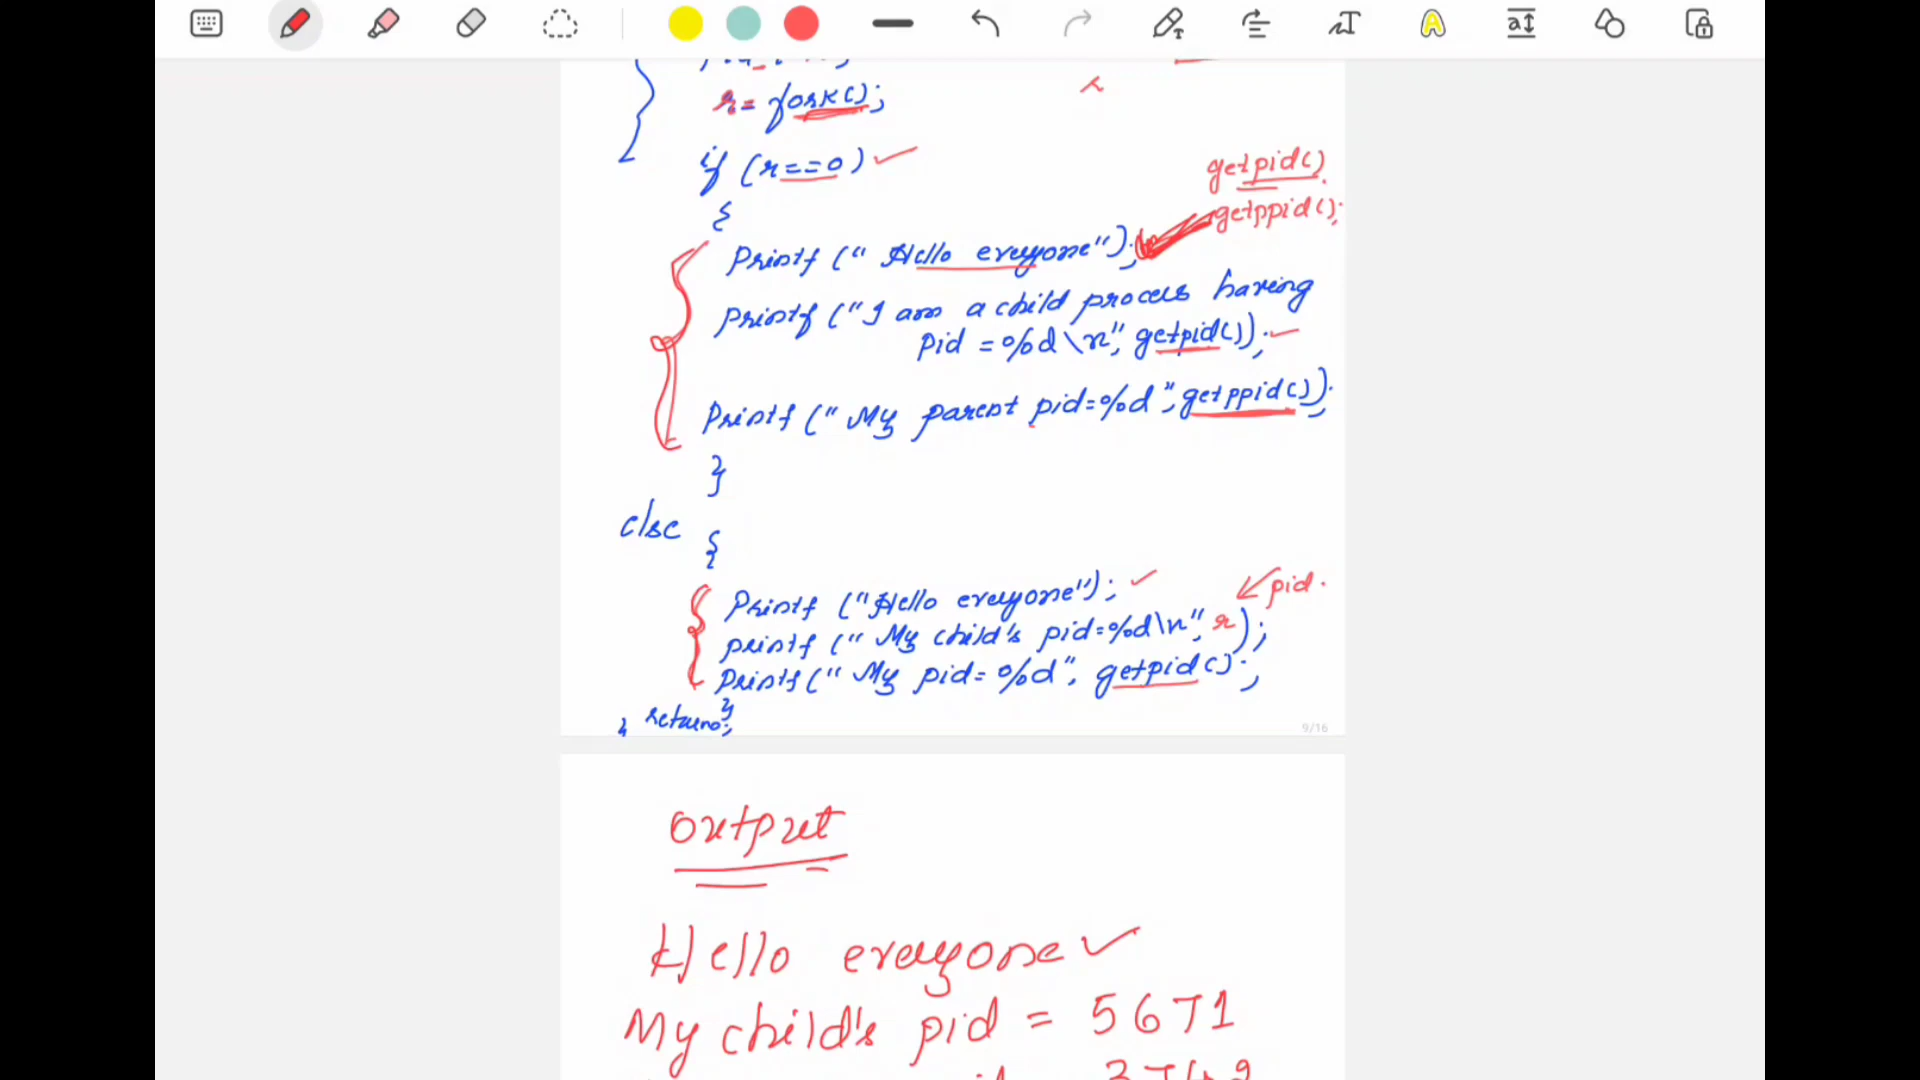 r= fork();
if (r==0)
{
getpid()
getppid();
Printf (" Hello everyone");
printf ("I am a child process having
pid =%d\n", getpid());
Printf (" My parent pid=%d", getppid());
}
else
{
Printf ("Hello everyone");
pid.
printf (" My child's pid=%d\n", r);
Printf(" My pid= %d", getpid();
}
} return;
9/16
Output
Hello everyone
My child's pid = 5671